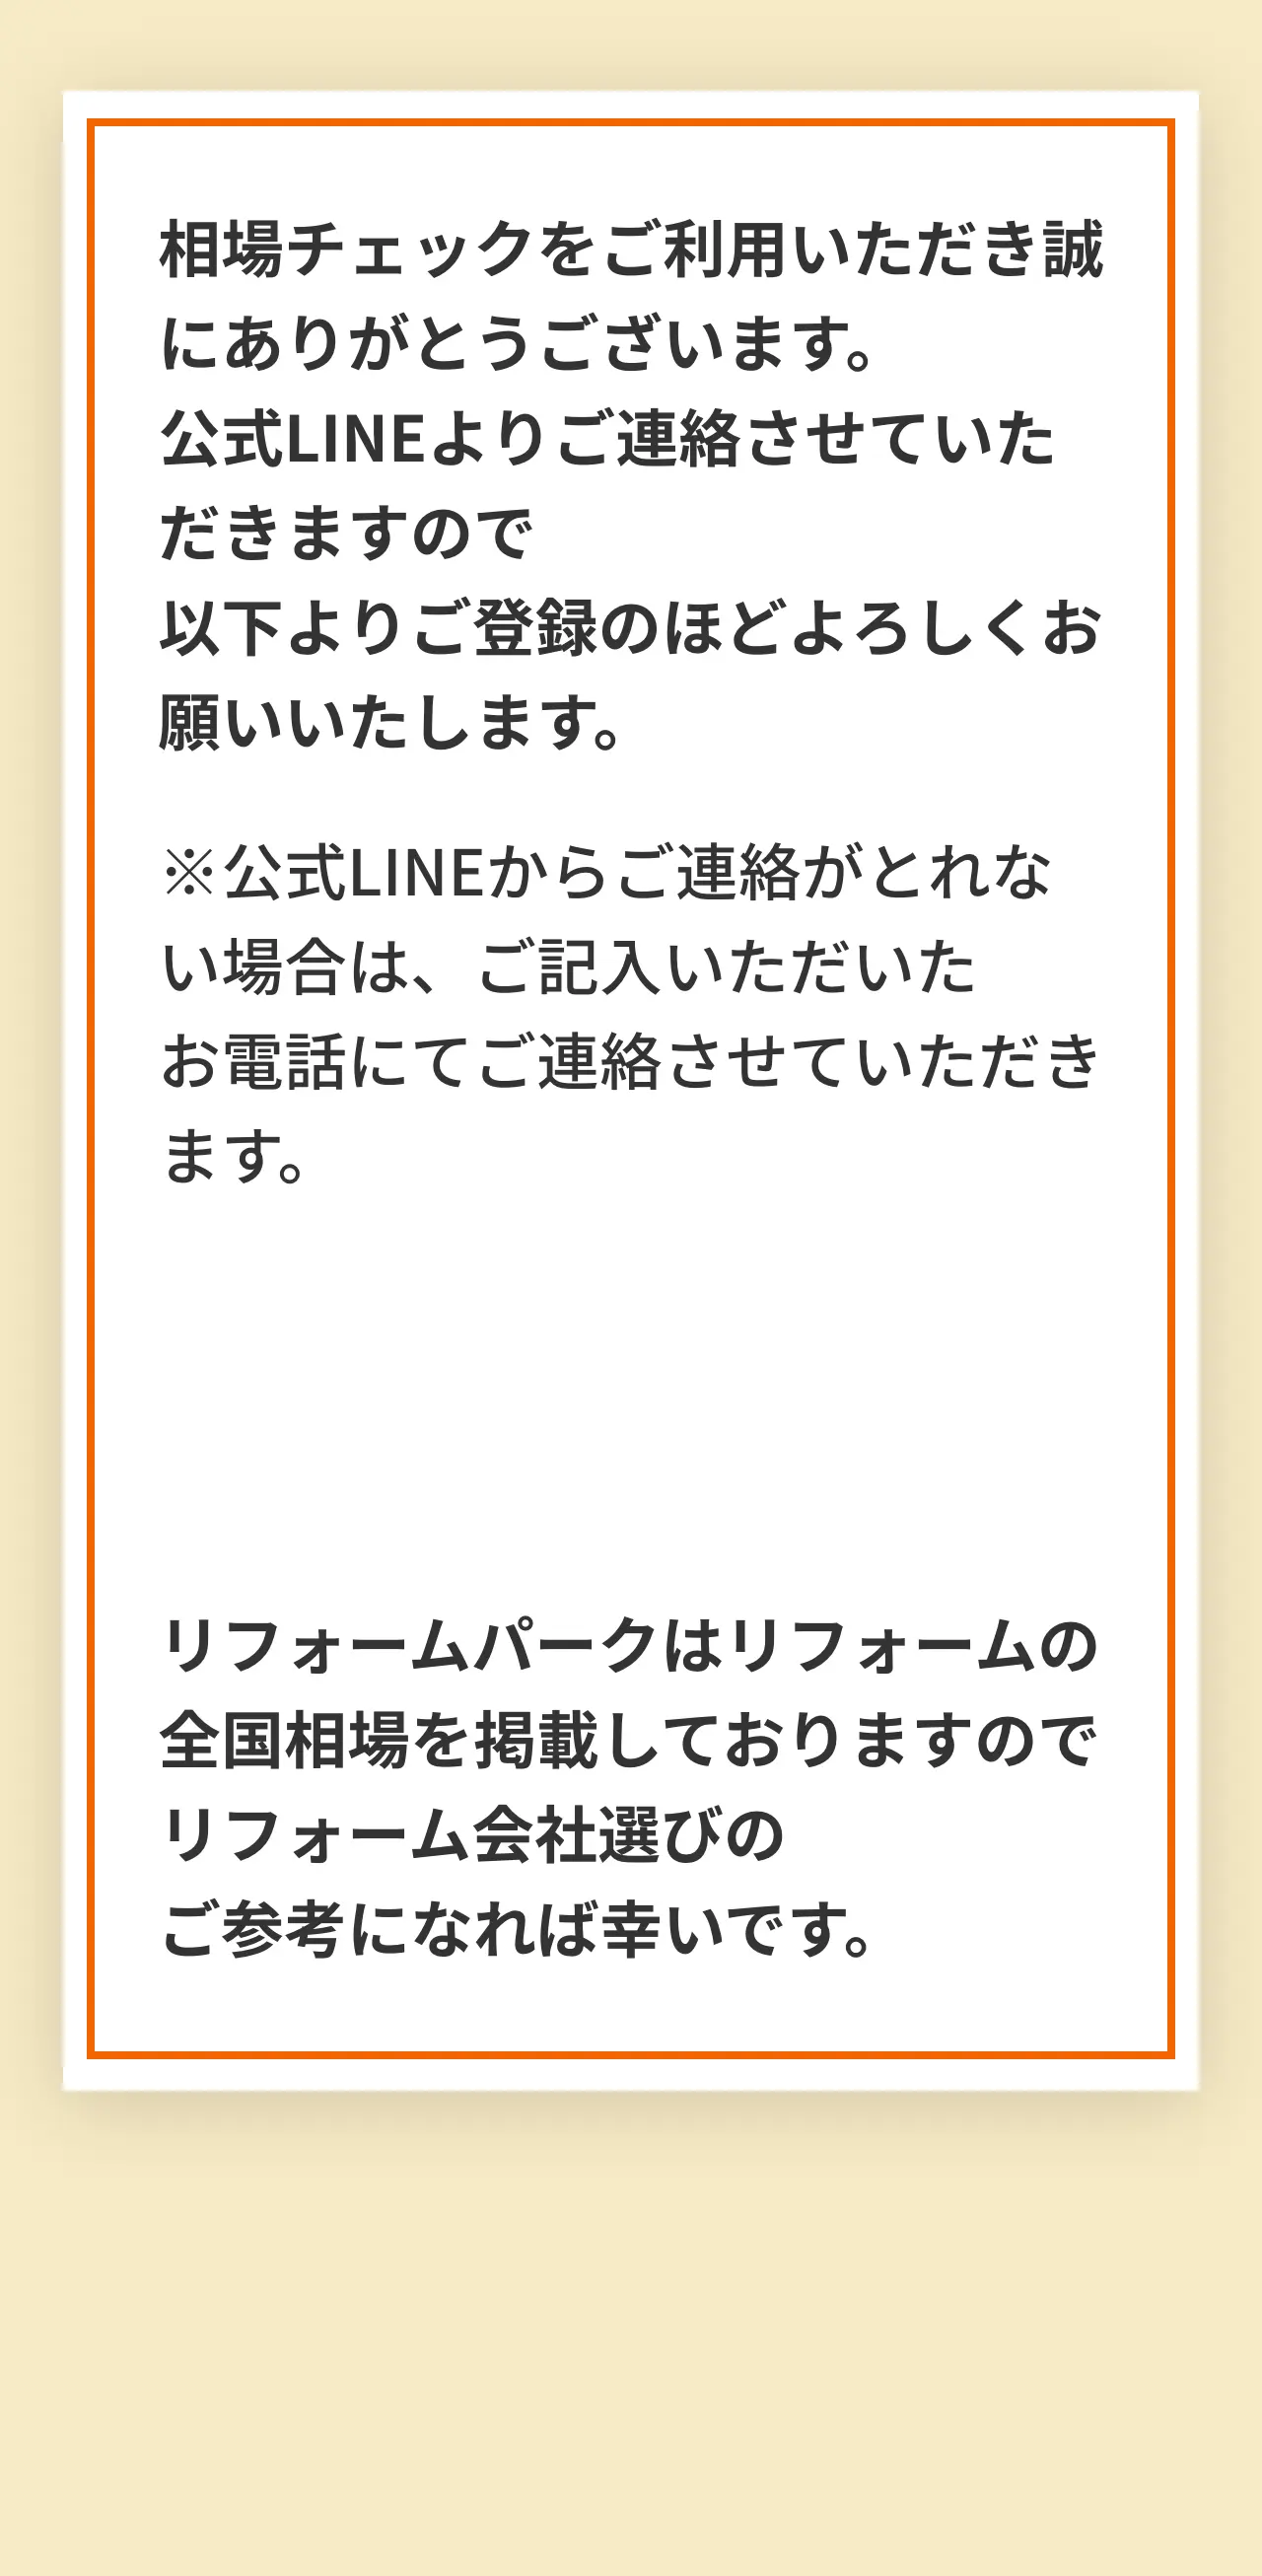 相場チェックをご利用いただき誠
にありがとうございます。
公式LINEよりご連絡させていた
だきますので
以下よりご登録のほどよろしくお
願いいたします。
※公式LINEからご連絡がとれな
い場合は、ご記入いただいた
お電話にてご連絡させていただき
ます。
リフォームパークはリフォームの
全国相場を掲載しておりますので
リフォーム会社選びの
ご参考になれば幸いです。